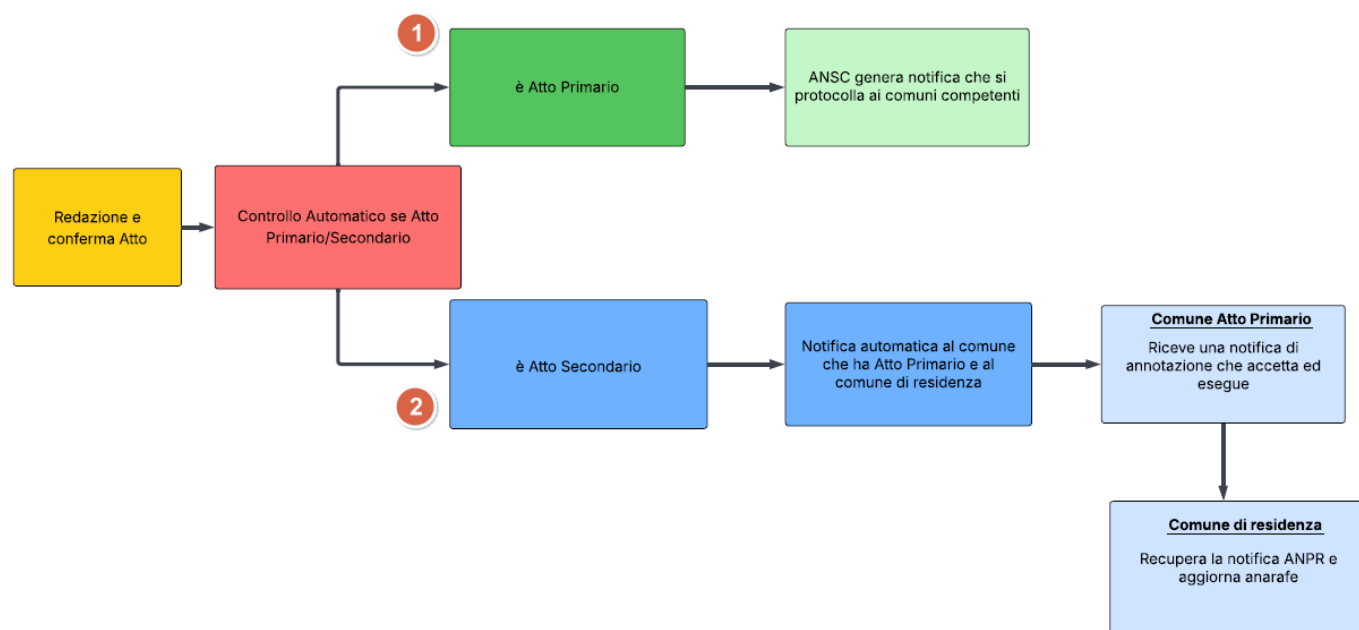 1
è Atto Primario
ANSC genera notifica che si
protocolla ai comuni competenti
Redazione e
conferma Atto
Controllo Automatico se Atto
Primario/Secondario
è Atto Secondario
2
Notifica automatica al comune
che ha Atto Primario e al
comune di residenza
Comune Atto Primario
Riceve una notifica di
annotazione che accetta ed
esegue
Comune di residenza
Recupera la notifica ANPR e
aggiorna anarafe